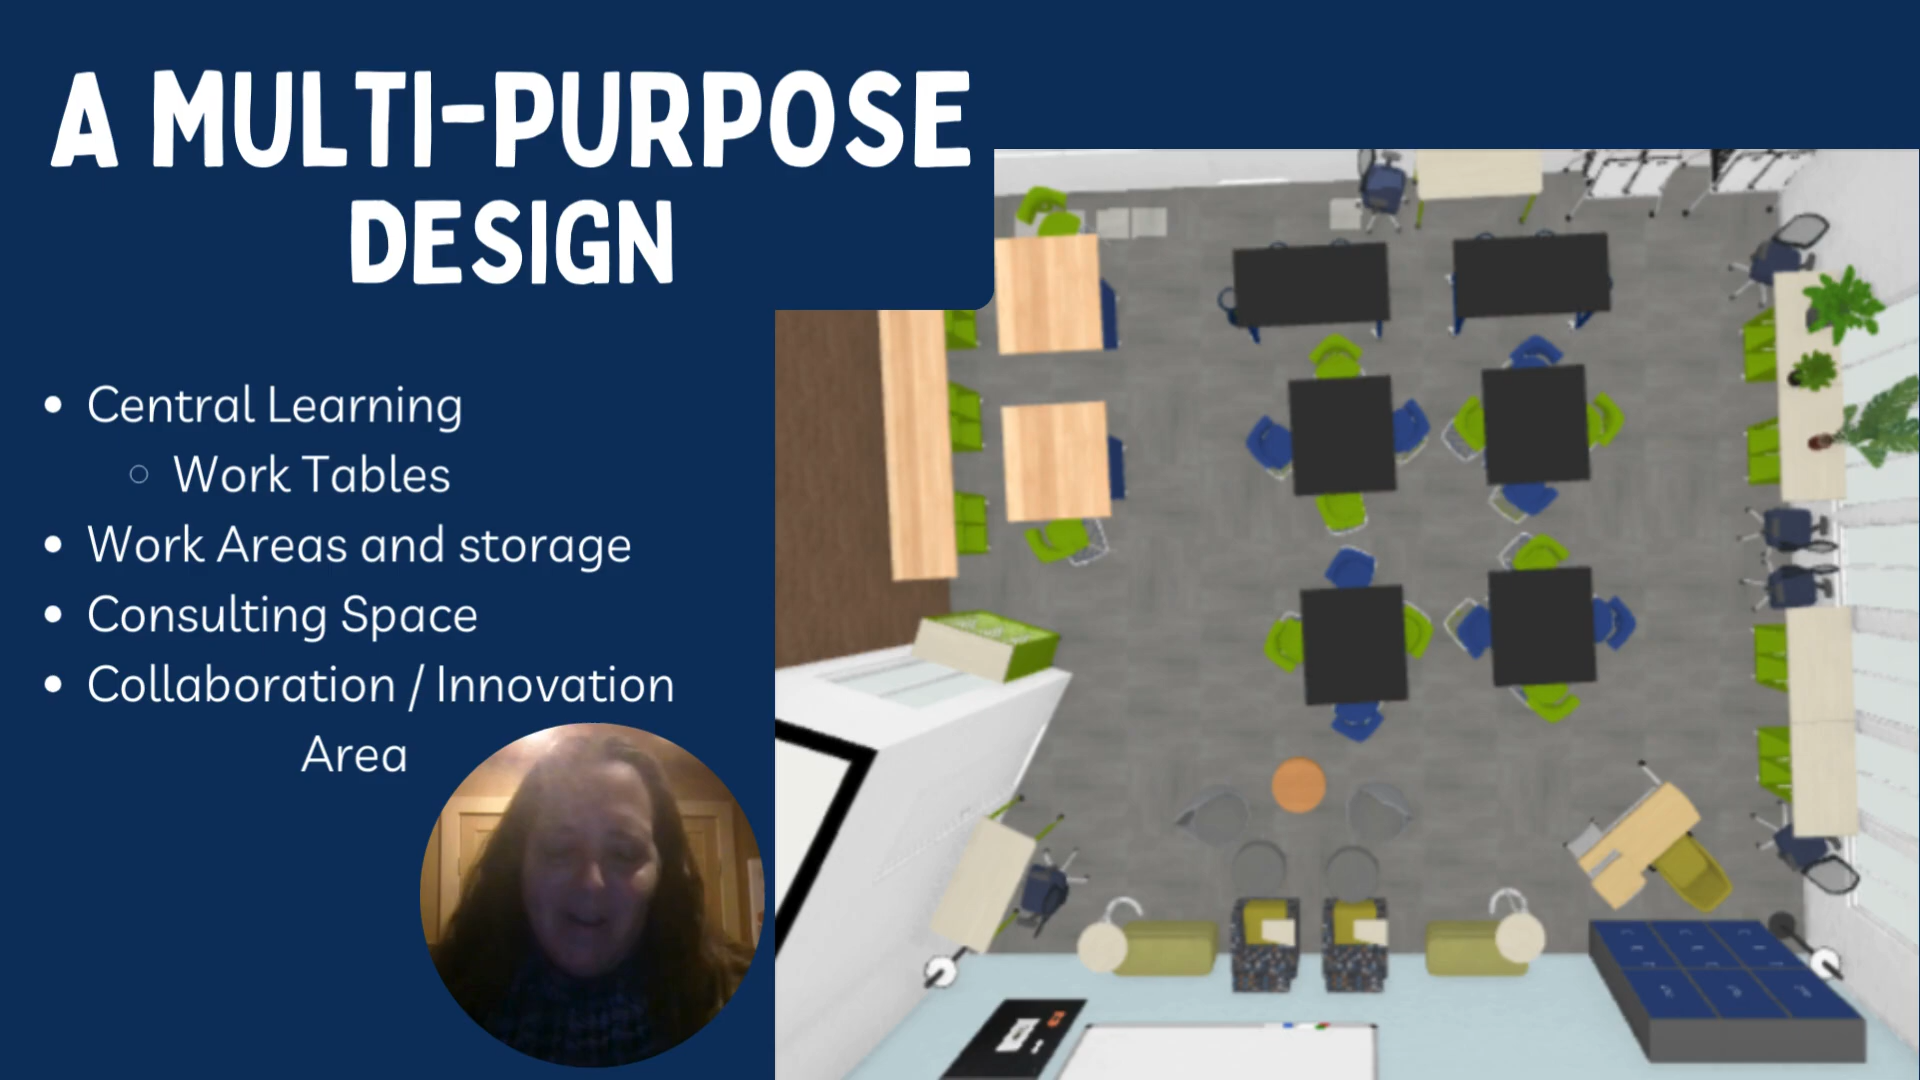 A MULTI-PURPOSE
DESIGN
Central Learning
Work Tables
Work Areas and storage
Consulting Space
Collaboration / Innovation
Area